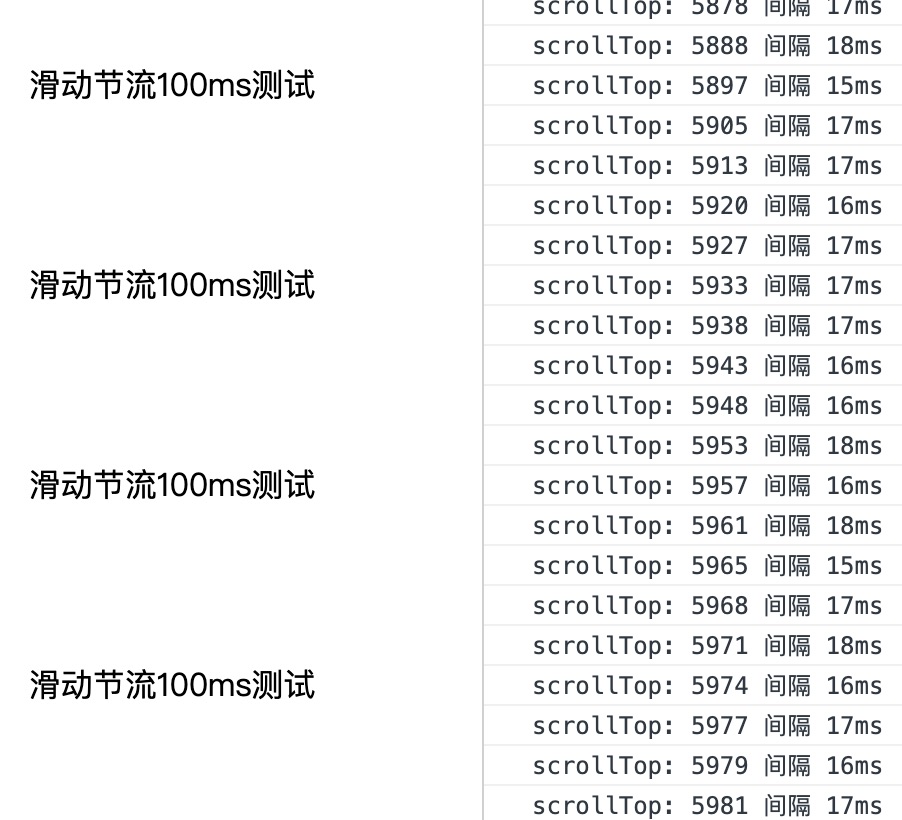 滑动节流100ms测试
滑动节流100ms测试
滑动节流100ms测试
滑动节流100ms测试
scrollTop: 5878 间隔 17ms
scrollTop: 5888 间隔 18ms
scrollTop: 5897 间隔 15ms
scrollTop: 5905 间隔 17ms
scrollTop: 5913 间隔 17ms
scrollTop: 5920 间隔 16ms
scrollTop: 5927 间隔 17ms
scrollTop: 5933 间隔 17ms
scrollTop: 5938 间隔 17ms
scrollTop: 5943 间隔 16ms
scrollTop: 5948 间隔 16ms
scrollTop: 5953 间隔 18ms
scrollTop: 5957 间隔 16ms
scrollTop: 5961 间隔 18ms
scrollTop: 5965 间隔 15ms
scrollTop: 5968 间隔 17ms
scrollTop: 5971 间隔 18ms
scrollTop: 5974 间隔 16ms
scrollTop: 5977 间隔 17ms
scrollTop: 5979 间隔 16ms
scrollTop: 5981 间隔 17ms